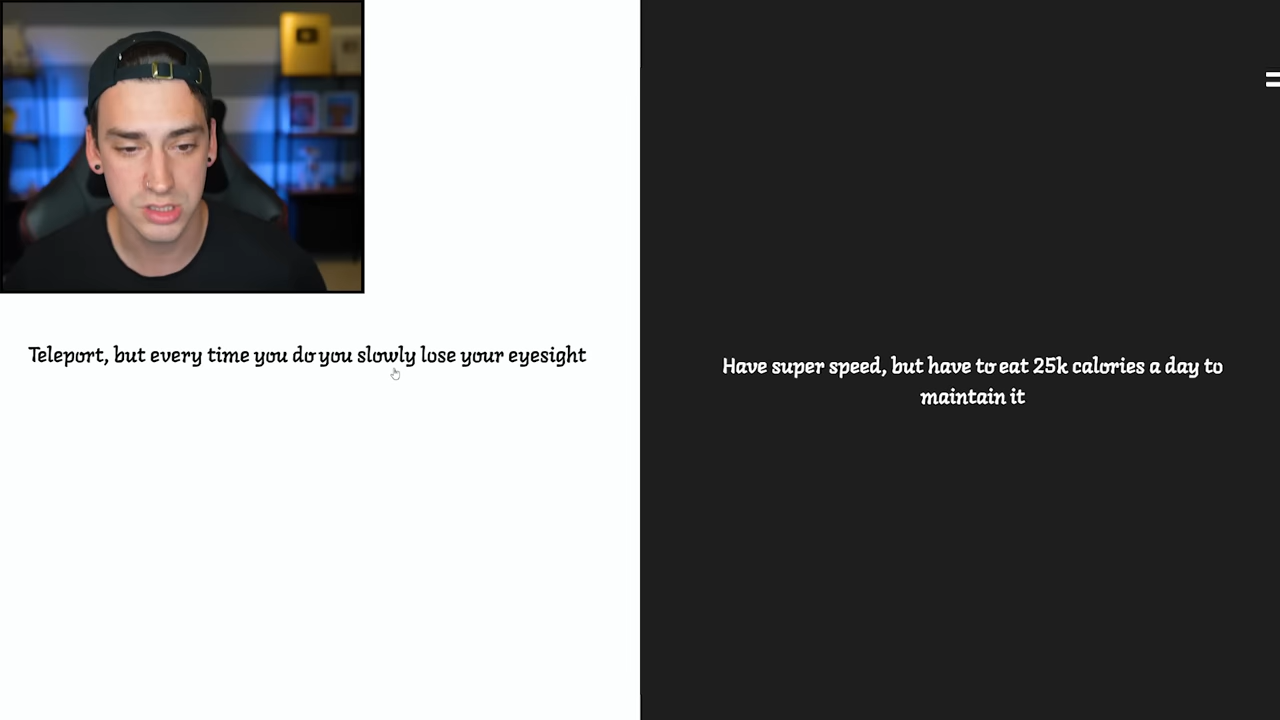 Teleport, but every time you do you slowly lose your eyesight
Have super speed, but have to eat 25k calories a day to
maintain it